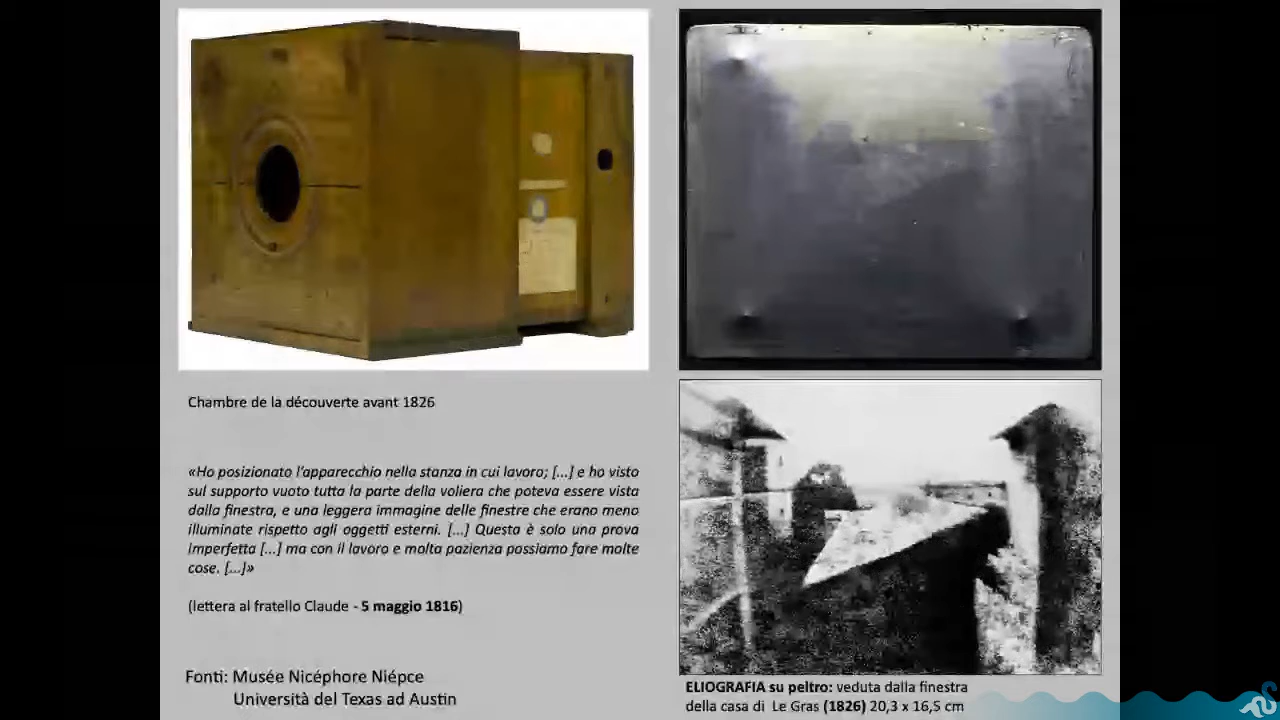 Chambre de la découverte avant 1826
«Ho posizionato l'apparecchio nella stanza in cui lavoro; [...] e ho visto
sul supporto vuoto tutta la parte della voliera che poteva essere vista
dalla finestra, e una leggera immagine delle finestre che erano meno
illuminate rispetto agli oggetti esterni. [...] Questa è solo una prova
imperfetta [...] ma con il lavoro e molta pazienza possiamo fare molte
cose. [...]»
(lettera al fratello Claude - 5 maggio 1816)
Fonti: Musée Nicéphore Niépce
Università del Texas ad Austin
ELIOGRAFIA su peltro: veduta dalla finestra
della casa di Le Gras (1826) 20,3 x 16,5 cm